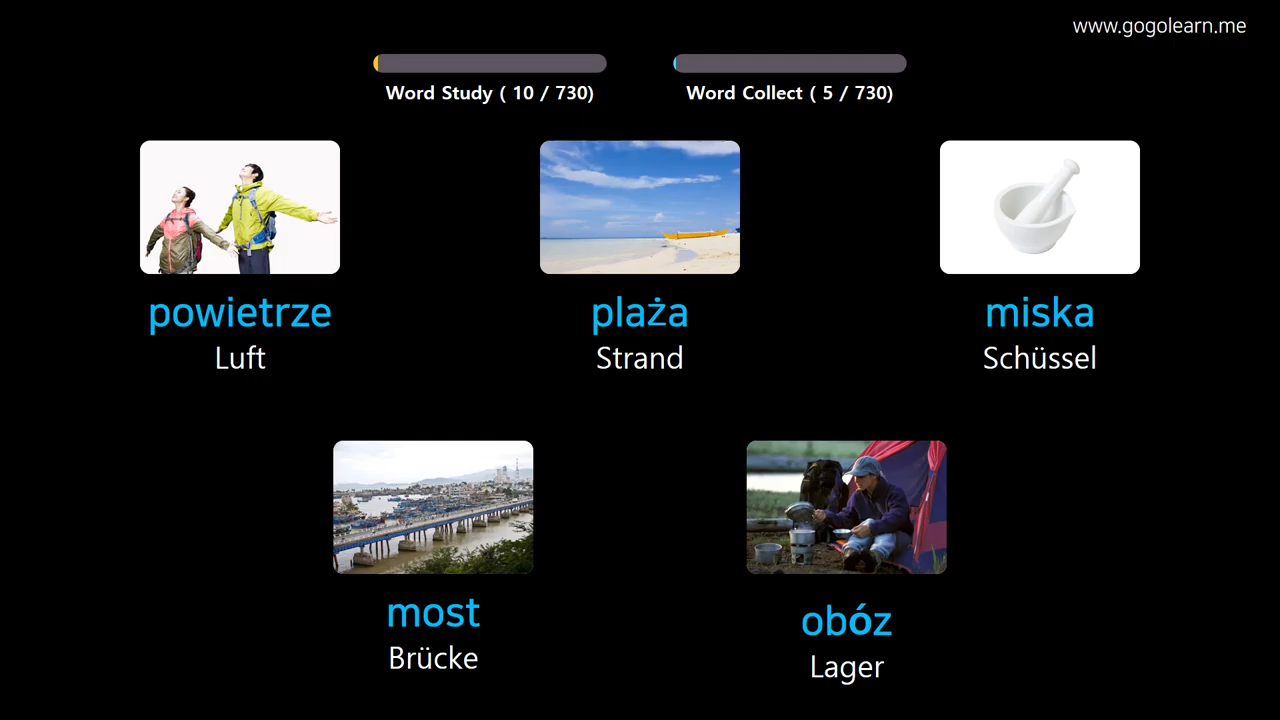 www.gogolearn.me
Word Study ( 10 / 730)
Word Collect ( 5 / 730)
powietrze
Luft
plaża
Strand
miska
Schüssel
most
Brücke
obóz
Lager